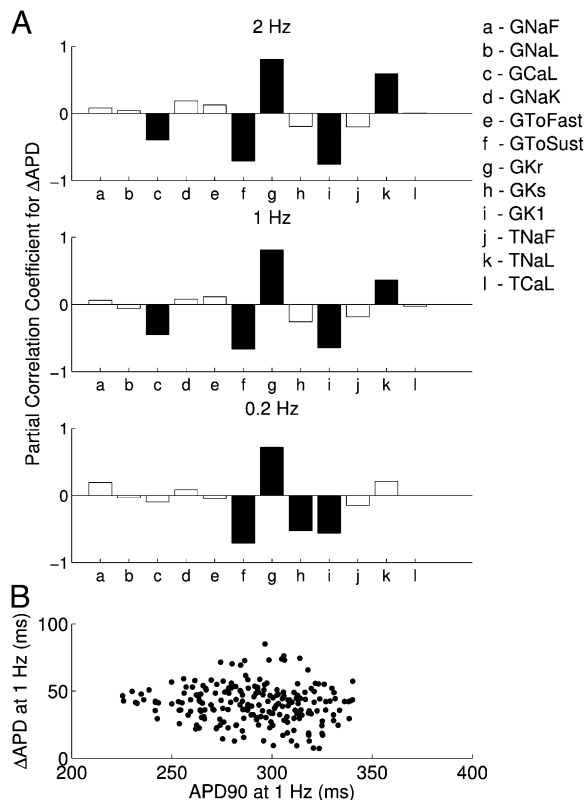 A
2 Hz
Partial Correlation Coefficient for ΔAPD
1
0
−1
a b c d e f g h i j k l
1 Hz
1
0
−1
a b c d e f g h i j k l
0.2 Hz
1
0
−1
a b c d e f g h i j k l
a - GNaF
b - GNaL
c - GCaL
d - GNaK
e - GToFast
f - GToSust
g - GKr
h - GKs
i - GK1
j - TNaF
k - TNaL
l - TCaL
B
ΔAPD at 1 Hz (ms)
100
50
0
200 250 300 350 400
APD90 at 1 Hz (ms)